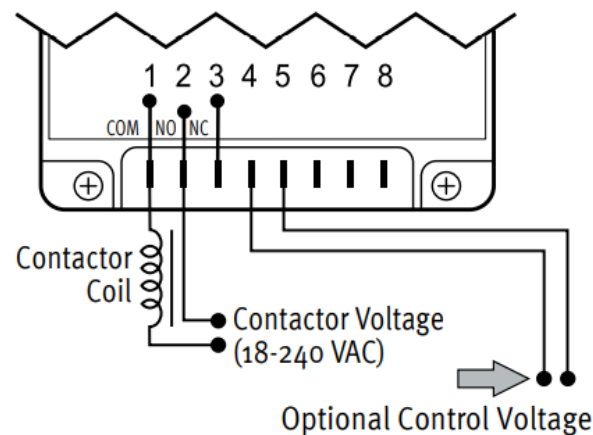 1 2 3 4 5 6 7 8
COM NO NC
Contactor
Coil
Contactor Voltage
(18-240 VAC)
Optional Control Voltage